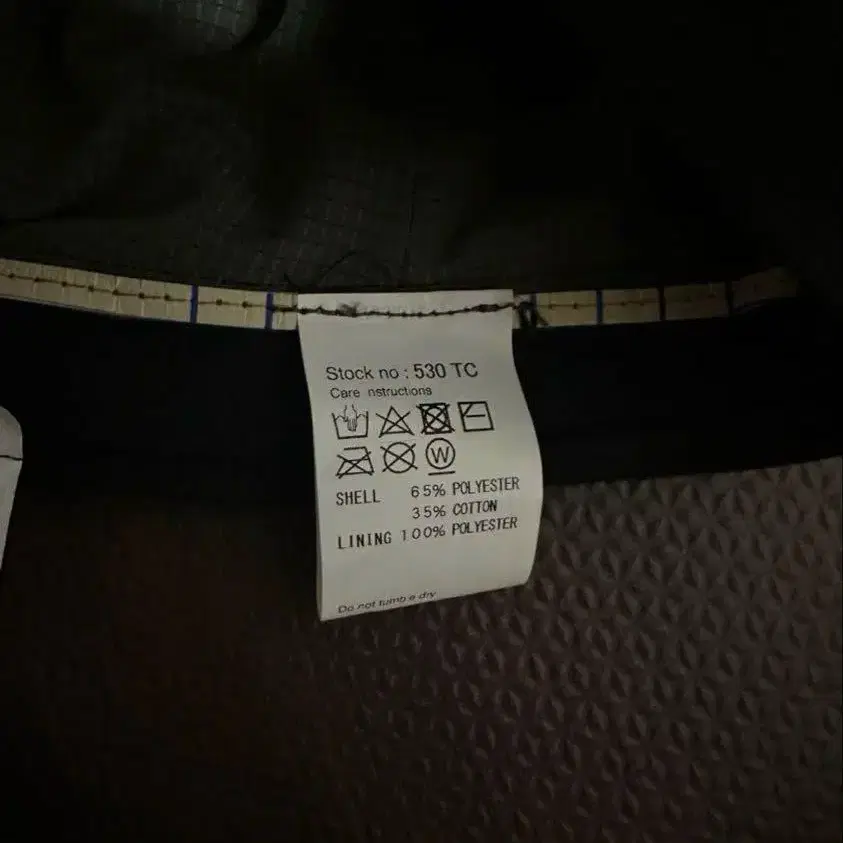 Stock no : 530 TC
Care nstructions
W
SHELL 65% POLYESTER
35% COTTON
LINING 100% POLYESTER
Do not tumb e dry